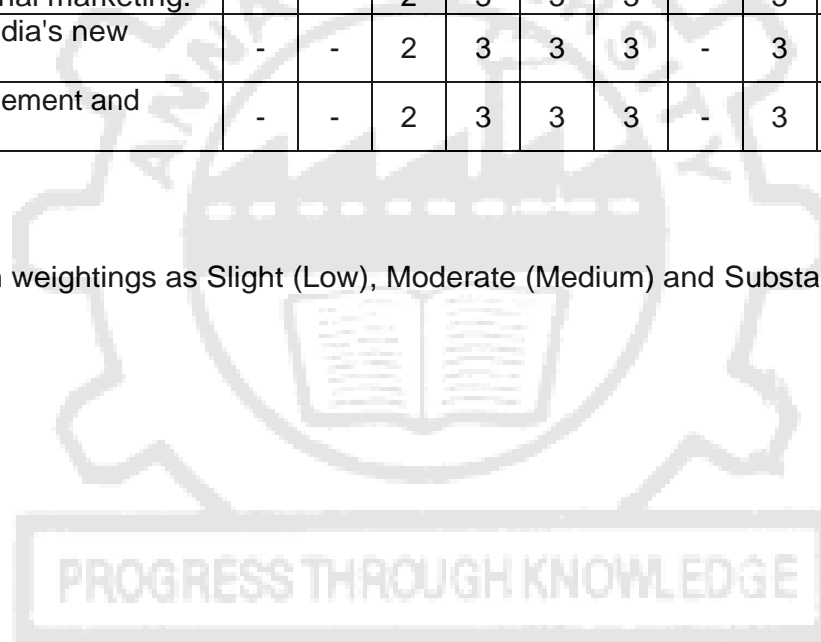 nal marketing. 2 3 3 3 3
dia's new
- - 2 3 3 3 - 3
ement and
- - 2 3 3 3 - 3
weightings as Slight (Low), Moderate (Medium) and Substa
PROGRESS THROUGH KNOWLEDGE